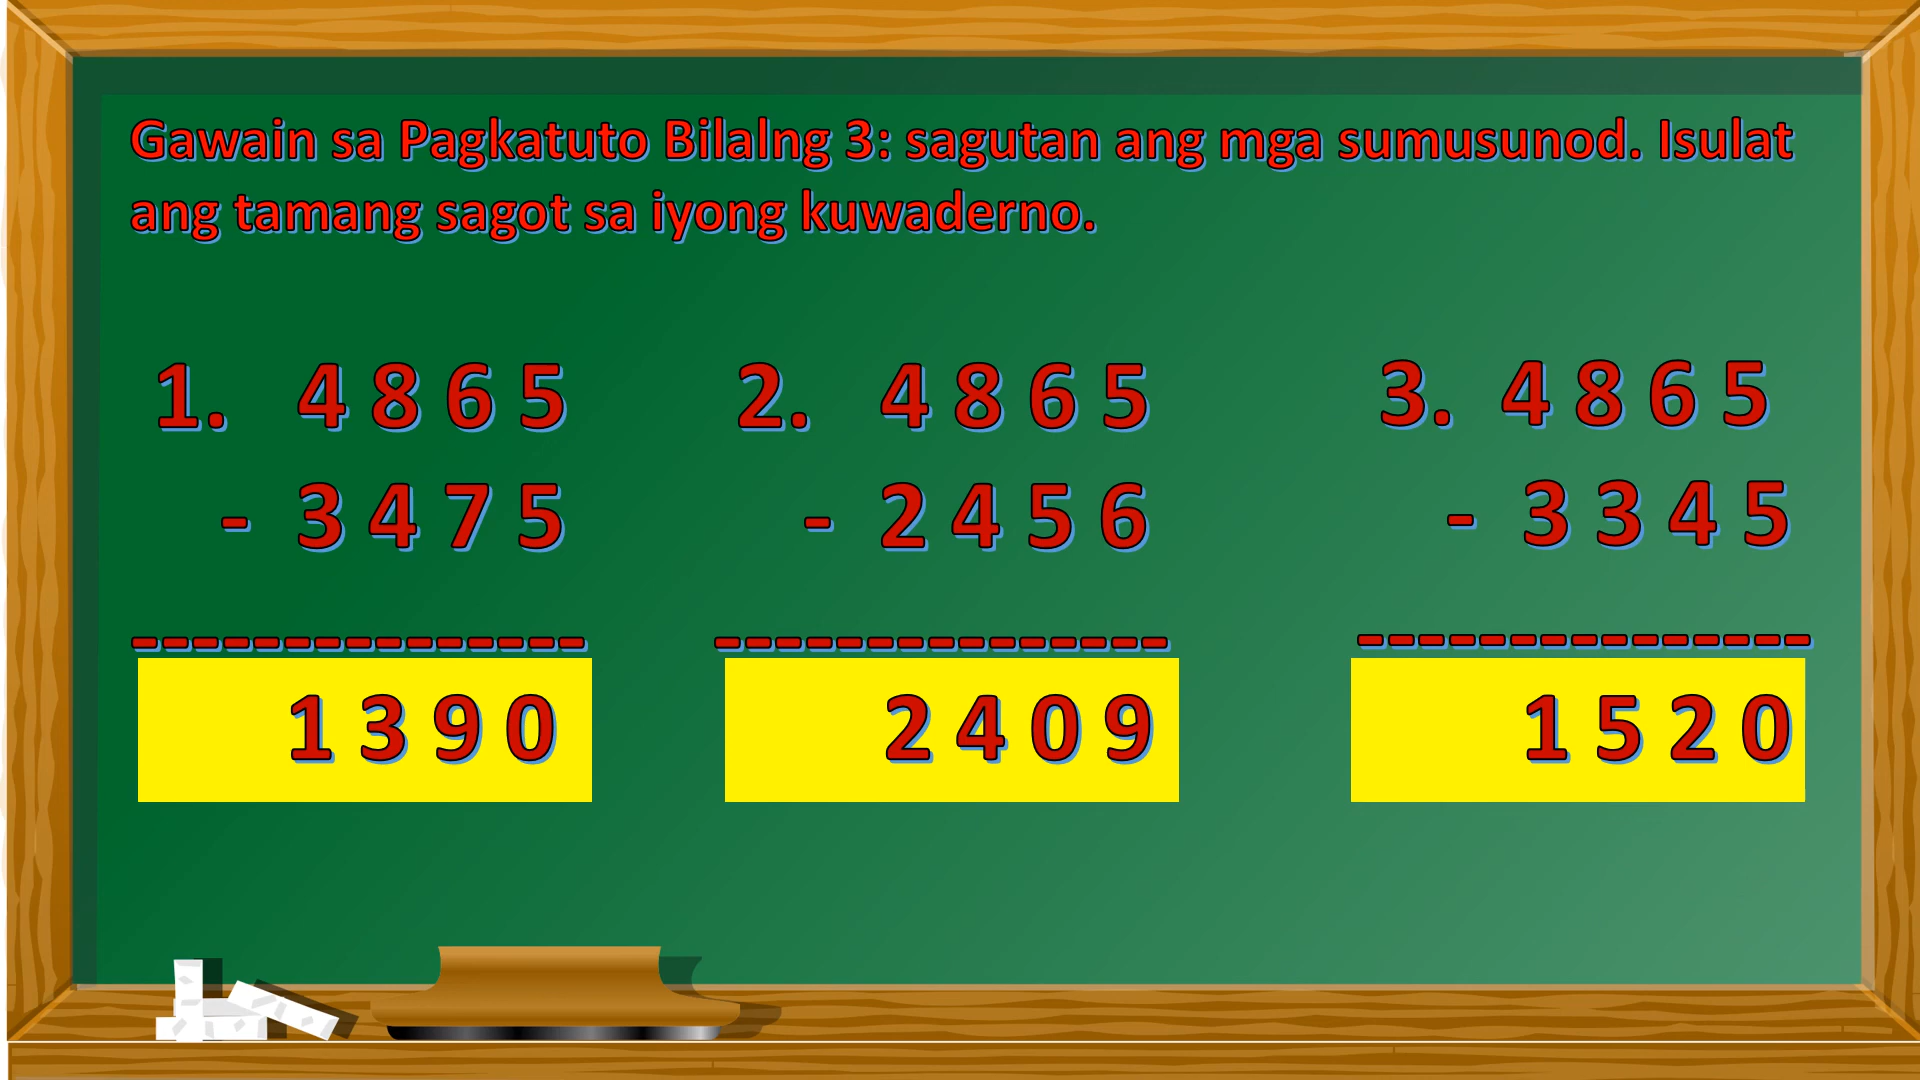 Gawain sa Pagkatuto Bilalng 3: sagutan ang mga sumusunod. Isulat
ang tamang sagot sa iyong kuwaderno.
1. 4 8 6 5
- 3 4 7 5
---------------
1 3 9 0
2. 4 8 6 5
- 2 4 5 6
---------------
2 4 0 9
3. 4 8 6 5
- 3 3 4 5
---------------
1 5 2 0